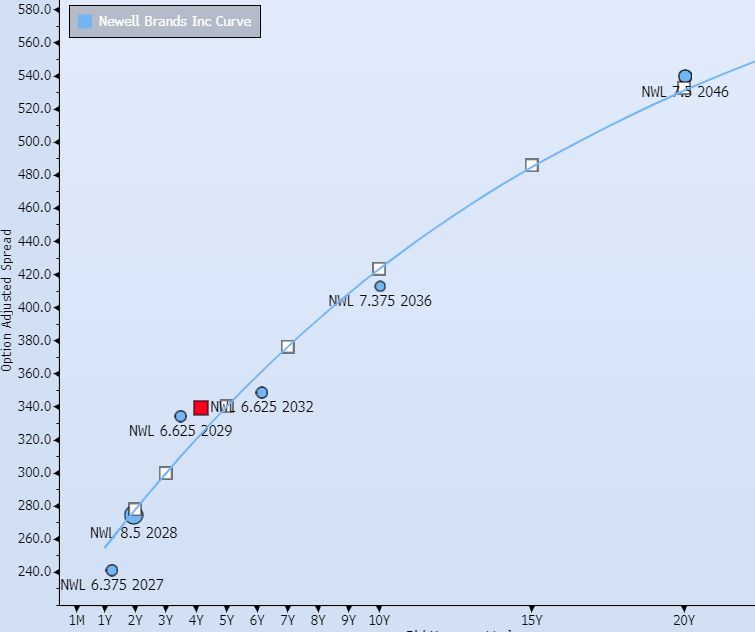 Newell Brands Inc Curve
580.0
560.0
540.0
520.0
500.0
480.0
460.0
440.0
420.0
400.0
380.0
360.0
340.0
320.0
300.0
280.0
260.0
240.0
Option Adjusted Spread
NWL 7.5 2046
NWL 7.375 2036
NWL 6.625 2032
NWL 6.625 2029
NWL 8.5 2028
NWL 6.375 2027
1M 1Y 2Y 3Y 4Y 5Y 6Y 7Y 8Y 9Y 10Y 15Y 20Y